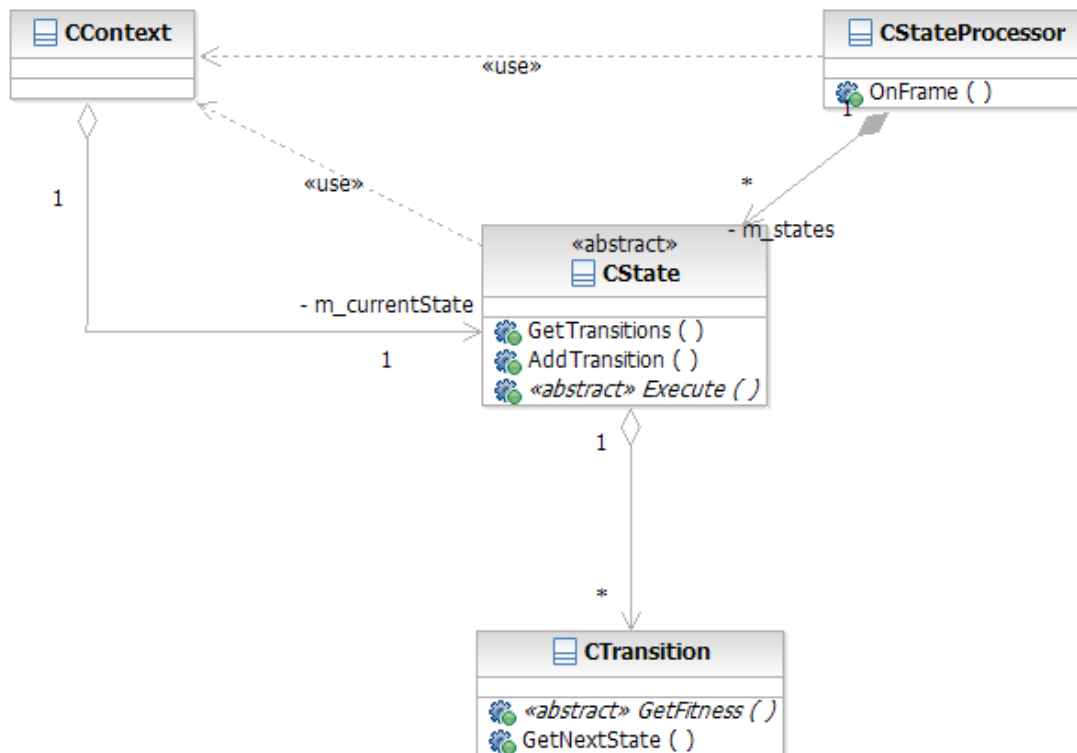 CContext
CStateProcessor
«use»
OnFrame ( )
1
1
«use»
*
- m_states
«abstract»
CState
- m_currentState
GetTransitions ( )
1
AddTransition ( )
«abstract» Execute ( )
1
*
CTransition
«abstract» GetFitness ( )
GetNextState ( )